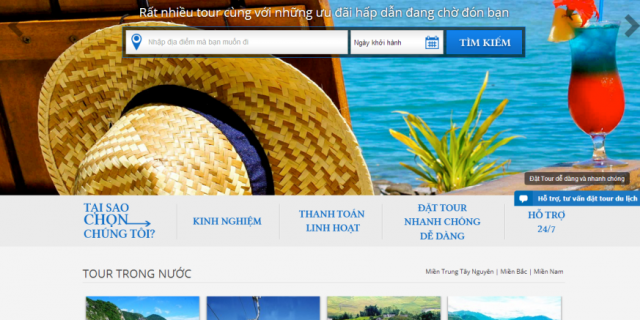 Rất nhiều tour cùng với những ưu đãi hấp dẫn đang chờ đón bạn
Nhập địa điểm mà bạn muốn đi
Ngày khởi hành
TÌM KIẾM
Đặt Tour dễ dàng và nhanh chóng
Hỗ trợ, tư vấn đặt tour du lịch
TẠI SAO
CHỌN
CHÚNG TÔI?
KINH NGHIỆM
THANH TOÁN
LINH HOẠT
ĐẶT TOUR
NHANH CHÓNG
DỄ DÀNG
HỖ TRỢ
24/7
TOUR TRONG NƯỚC
Miền Trung Tây Nguyên | Miền Bắc | Miền Nam